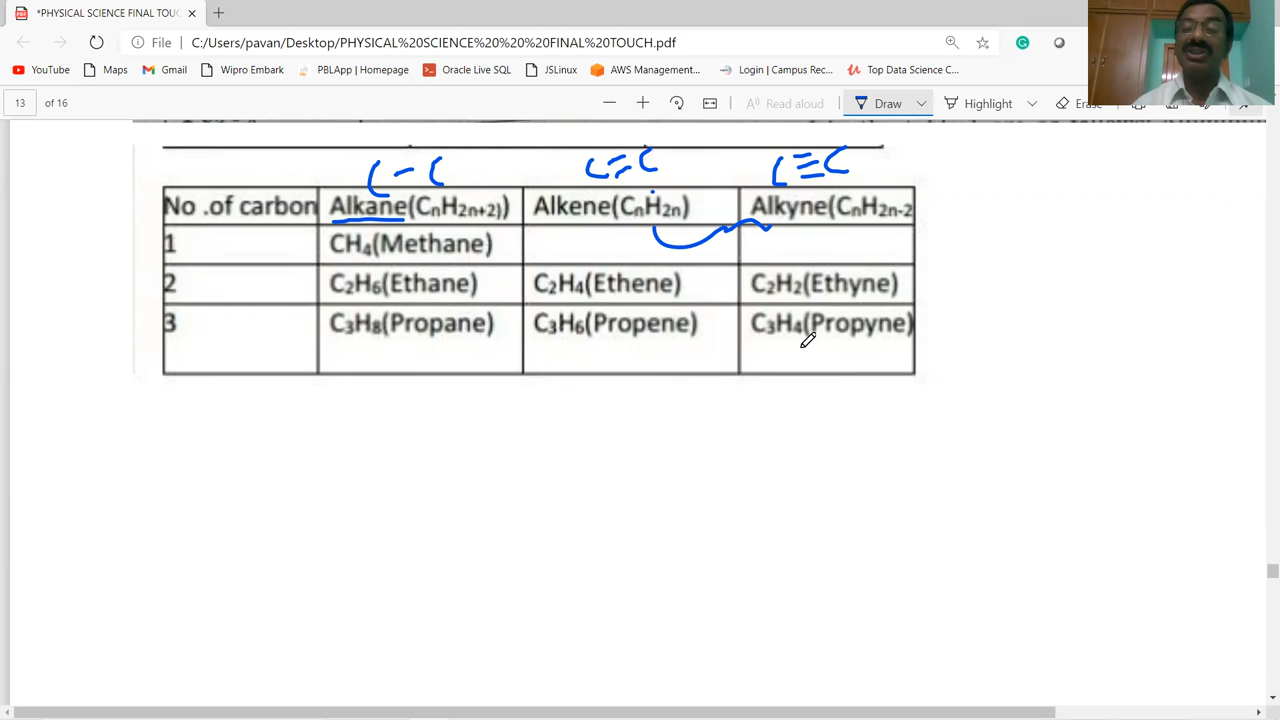 *PHYSICAL SCIENCE FINAL TOUC
File C:/Users/pavan/Desktop/PHYSICAL%20SCIENCE%20%20%20FINAL%20TOUCH.pdf
YouTube Maps Gmail Wipro Embark PBLApp | Homepage Oracle Live SQL JSLinux AWS Management... Login | Campus Rec... Top Data Science C...
13 of 16 Read aloud Draw Highlight Erase
C - C C = C C ≡ C
No .of carbon Alkane(CnH2n+2)) Alkene(CnH2n) Alkyne(CnH2n-2
1 CH4(Methane)
2 C2H6(Ethane) C2H4(Ethene) C2H2(Ethyne)
3 C3H8(Propane) C3H6(Propene) C3H4(Propyne)